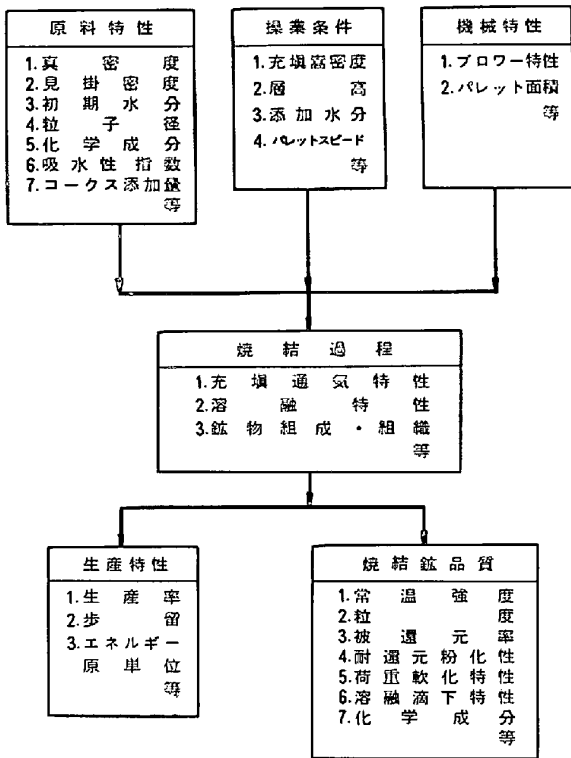 原料特性
1.真密度
2.見掛密度
3.初期水分
4.粒子径
5.化学成分
6.吸水性指数
7.コークス添加量
等
操業条件
1.充填嵩密度
2.層高
3.添加水分
4.パレットスピード
等
機械特性
1.ブロワー特性
2.パレット面積
等
焼結過程
1.充填通気特性
2.溶融特性
3.鉱物組成・組織
等
生産特性
1.生産率
2.歩留
3.エネルギー
原単位
等
焼結鉱品質
1.常温強度
2.粒度
3.被還元率
4.耐還元粉化性
5.荷重軟化特性
6.溶融滴下特性
7.化学成分
等